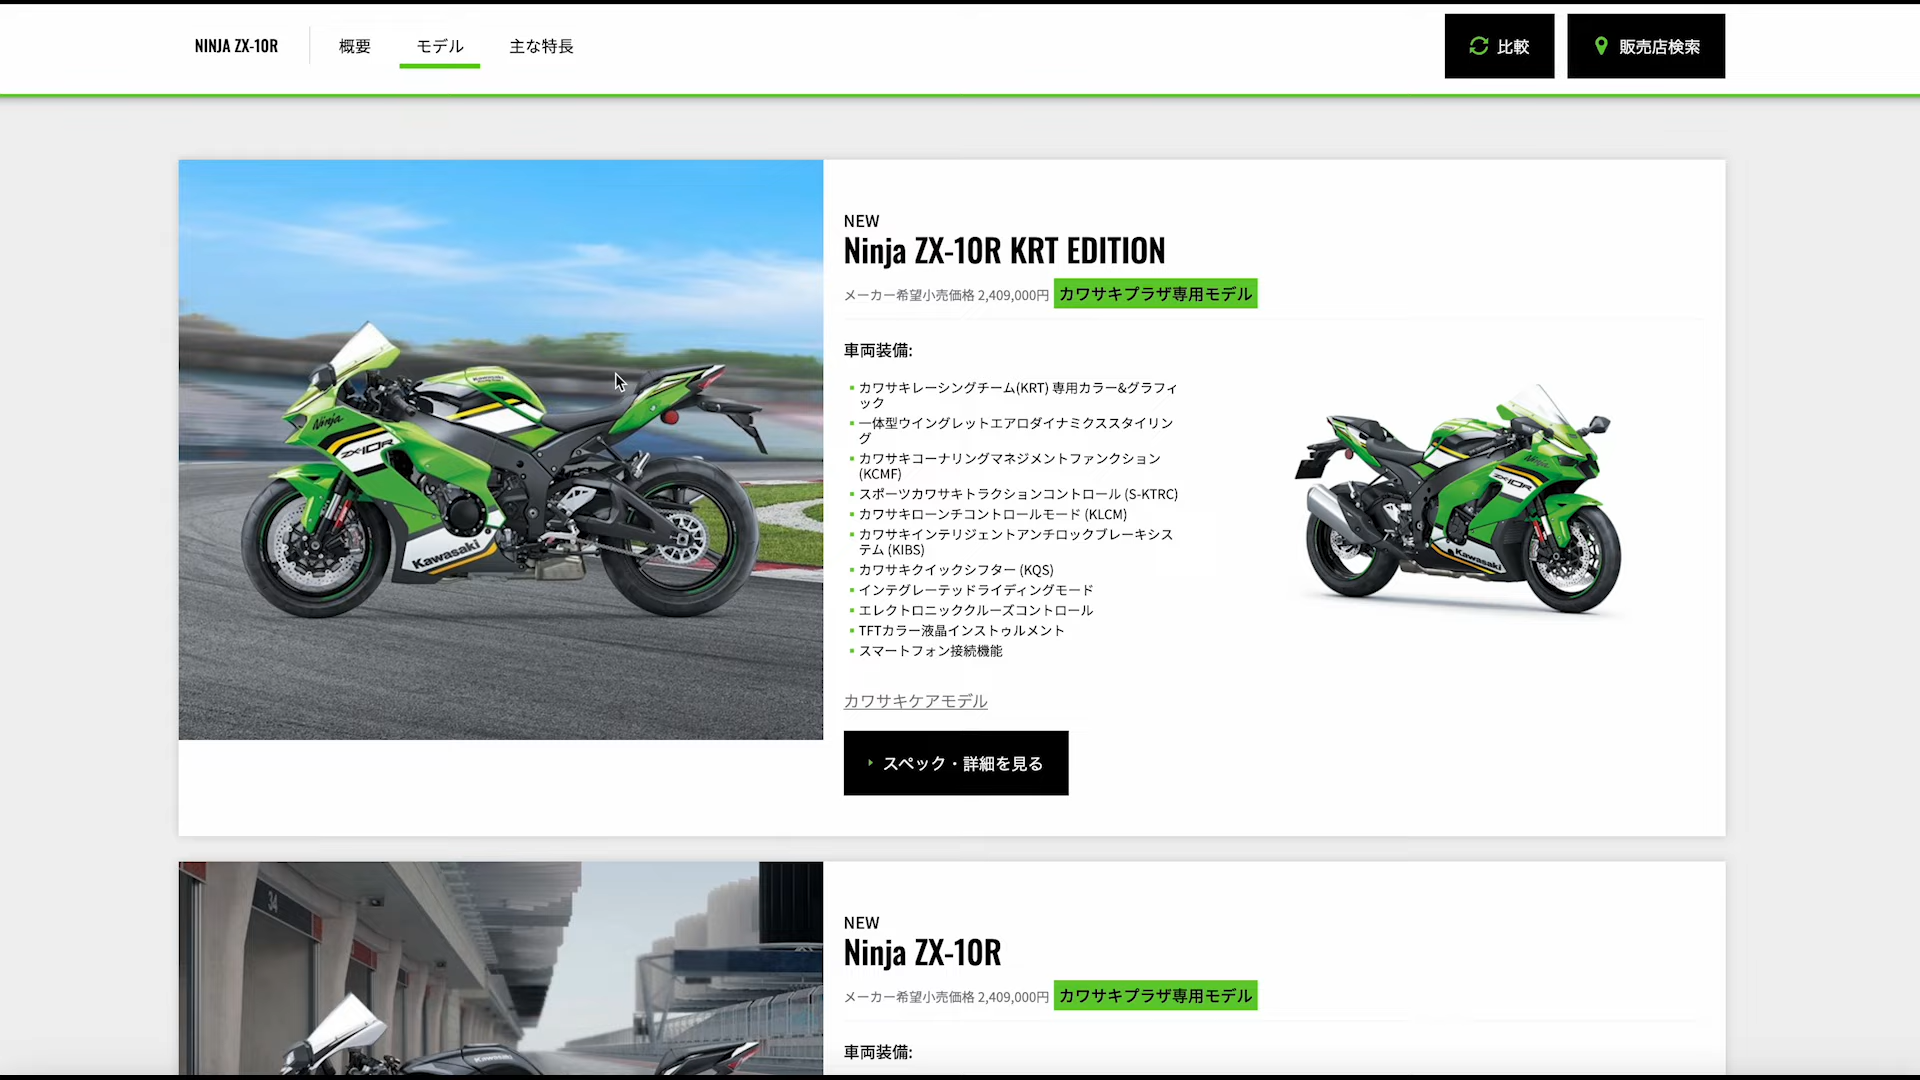 NINJA ZX-10R
概要
モデル
主な特長
比較
販売店検索
NEW
Ninja ZX-10R KRT EDITION
メーカー希望小売価格 2,409,000円 カワサキプラザ専用モデル
車両装備:
カワサキレーシングチーム(KRT) 専用カラー&グラフィ
ック
一体型ウイングレットエアロダイナミクススタイリン
グ
カワサキコーナリングマネジメントファンクション
(KCMF)
スポーツカワサキトラクションコントロール (S-KTRC)
カワサキローンチコントロールモード (KLCM)
カワサキインテリジェントアンチロックブレーキシス
テム (KIBS)
カワサキクイックシフター (KQS)
インテグレーテッドライディングモード
エレクトロニッククルーズコントロール
TFTカラー液晶インストゥルメント
スマートフォン接続機能
カワサキケアモデル
スペック・詳細を見る
Ninja
ZX-10R
Kawasaki
Ninja
ZX-10R
Kawasaki
34
NEW
Ninja ZX-10R
メーカー希望小売価格 2,409,000円 カワサキプラザ専用モデル
車両装備:
Kawasaki